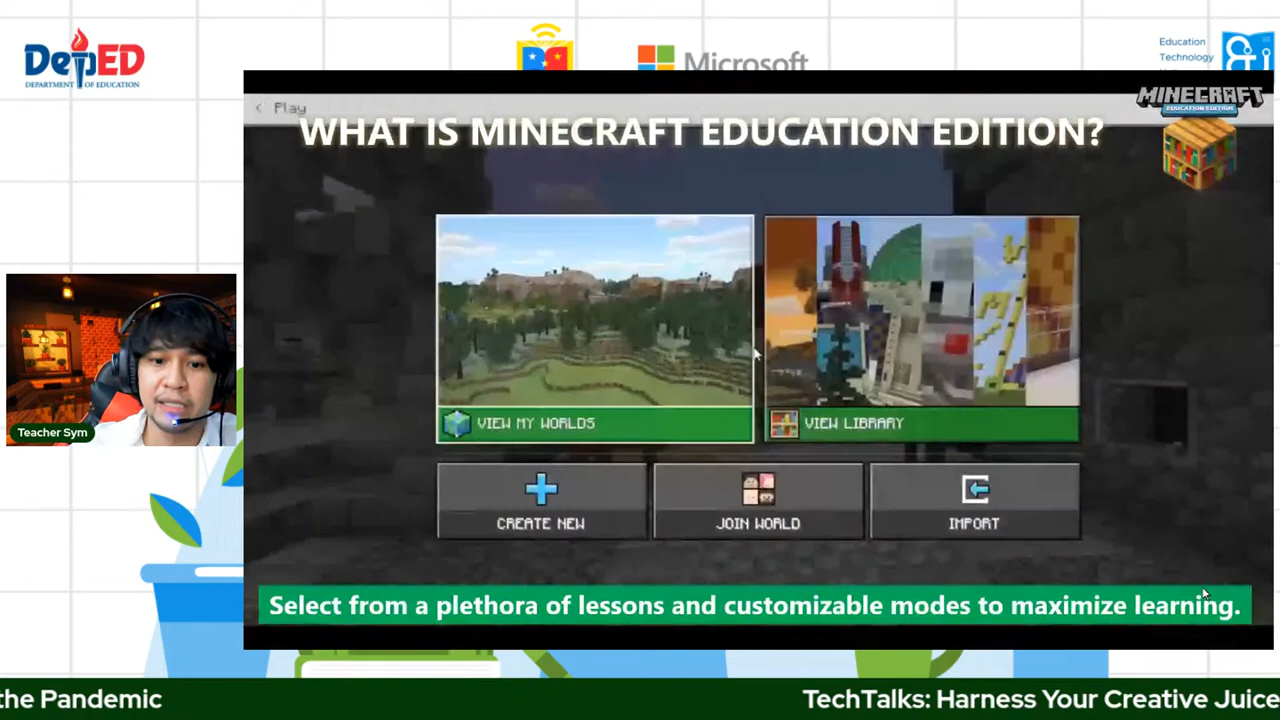 DepED
DEPARTMENT OF EDUCATION
Microsoft
Education
Technology
Play
MINECRAFT
EDUCATION EDITION
WHAT IS MINECRAFT EDUCATION EDITION?
VIEW MY WORLDS
VIEW LIBRARY
Teacher Sym
CREATE NEW
JOIN WORLD
IMPORT
Select from a plethora of lessons and customizable modes to maximize learning.
the Pandemic
TechTalks: Harness Your Creative Juice